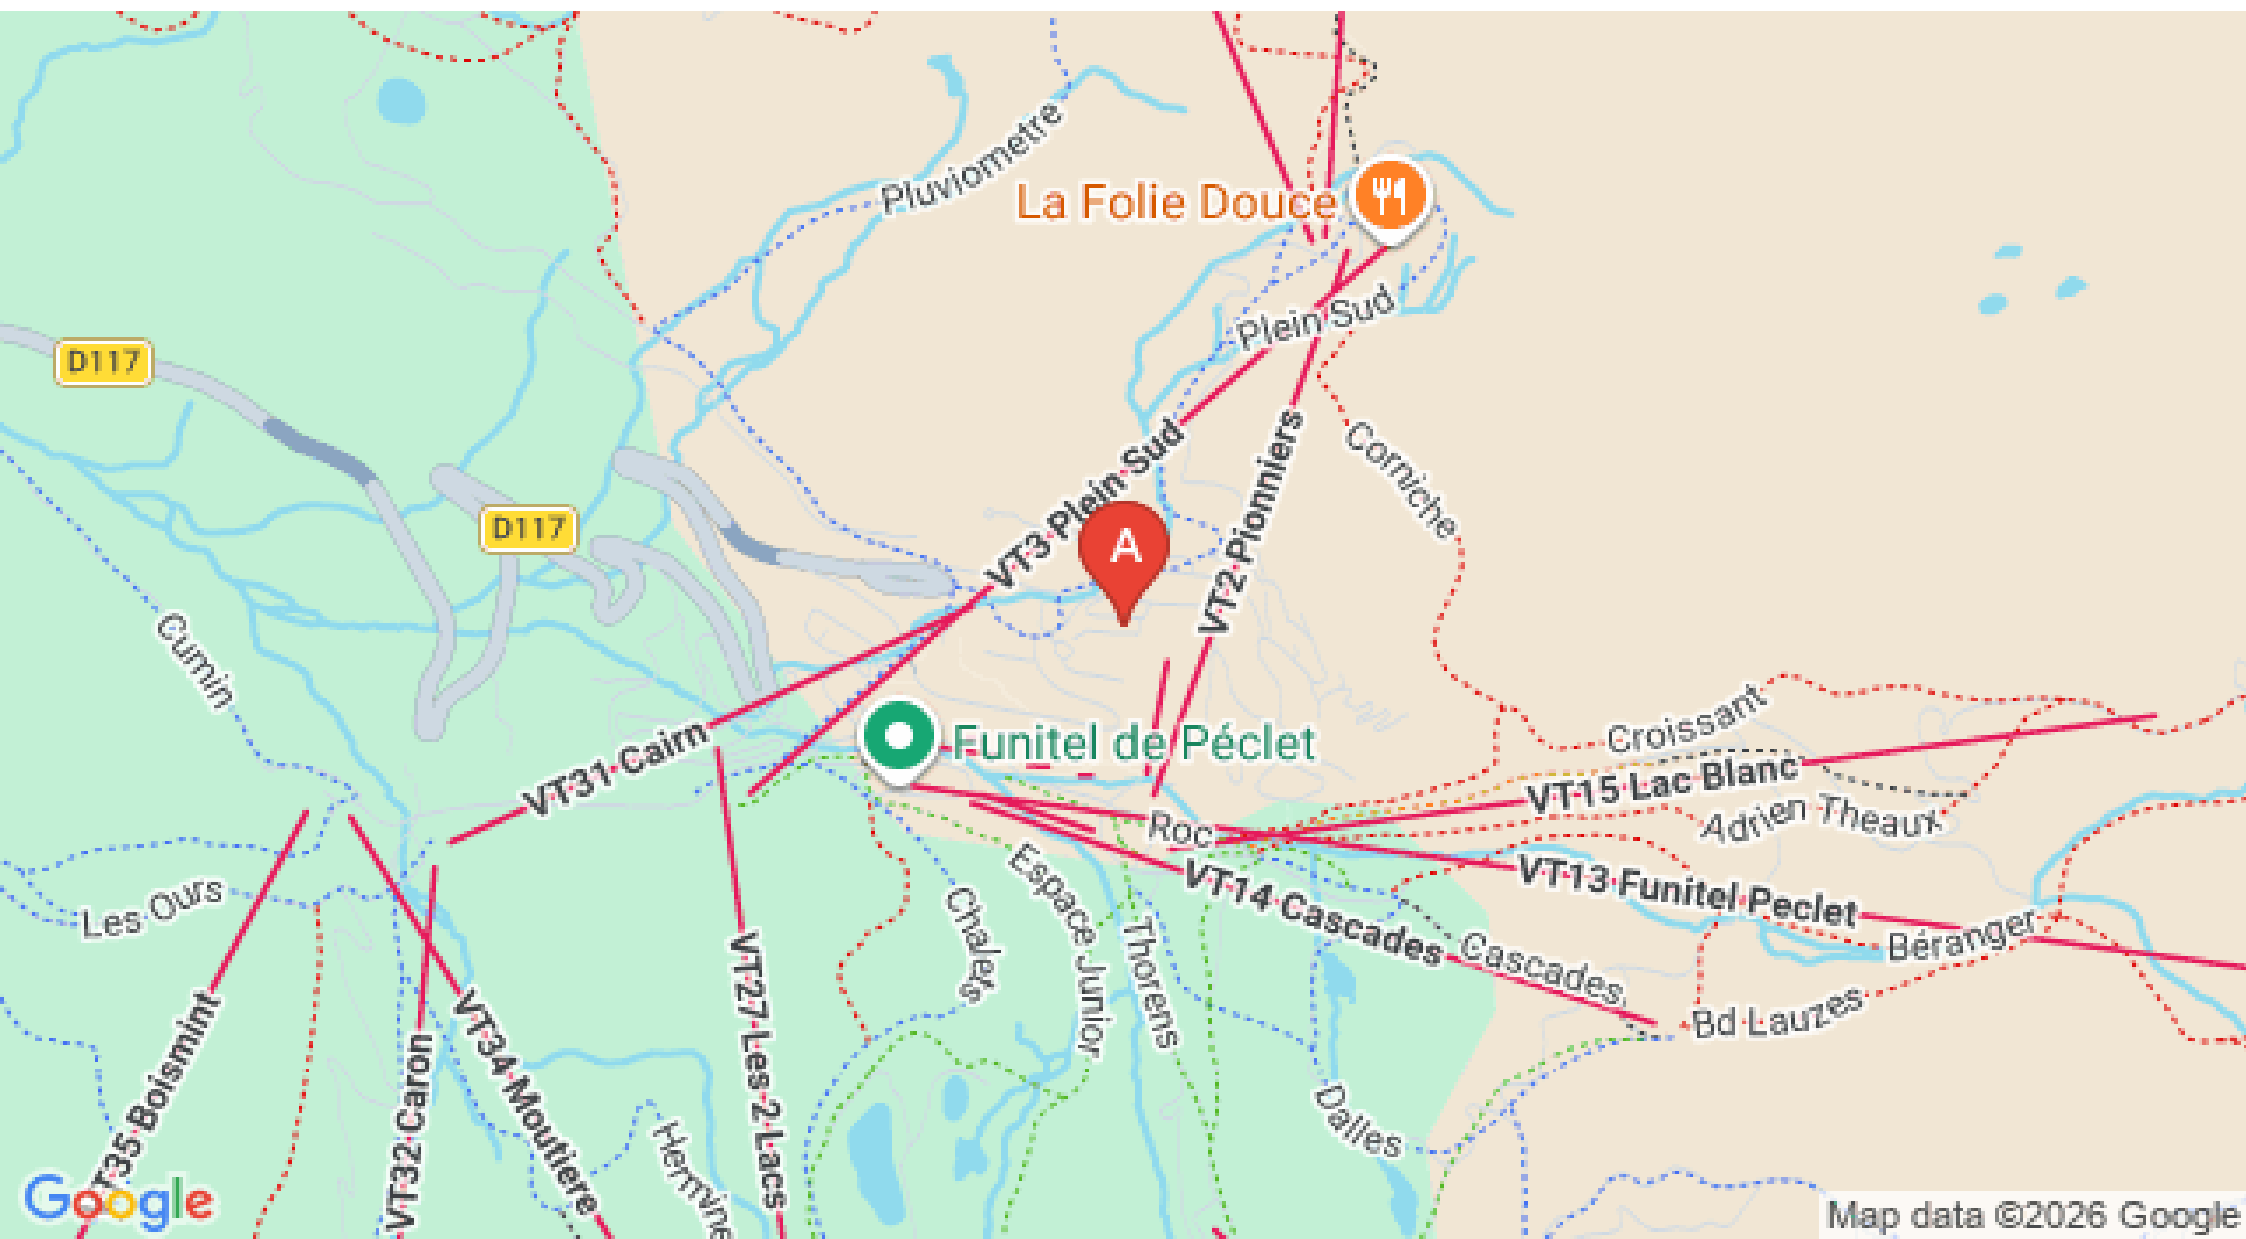 Pluviometre
La Folie Douce
Plein Sud
D117
VT3 Plein Sud
VT2 Pionniers
Corniche
D117
A
Cumin
Croissant
Funitel de Péclet
VT31 Cairn
VT15 Lac Blanc
Adrien Theaux
Roc
VT13 Funitel Peclet
VT14 Cascades
Les Ours
Espace Junior
Chalets
Thorens
Cascades
Béranger
Bd Lauzes
VT27 Les 2 Lacs
VT34 Moutiere
VT35 Boismint
VT32 Caron
Hermine
Dalles
Google
Map data ©2026 Google